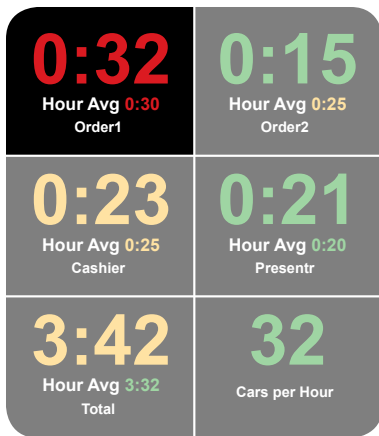 0:32
Hour Avg 0:30
Order1
0:15
Hour Avg 0:25
Order2
0:23
Hour Avg 0:25
Cashier
0:21
Hour Avg 0:20
Presentr
3:42
Hour Avg 3:32
Total
32
Cars per Hour